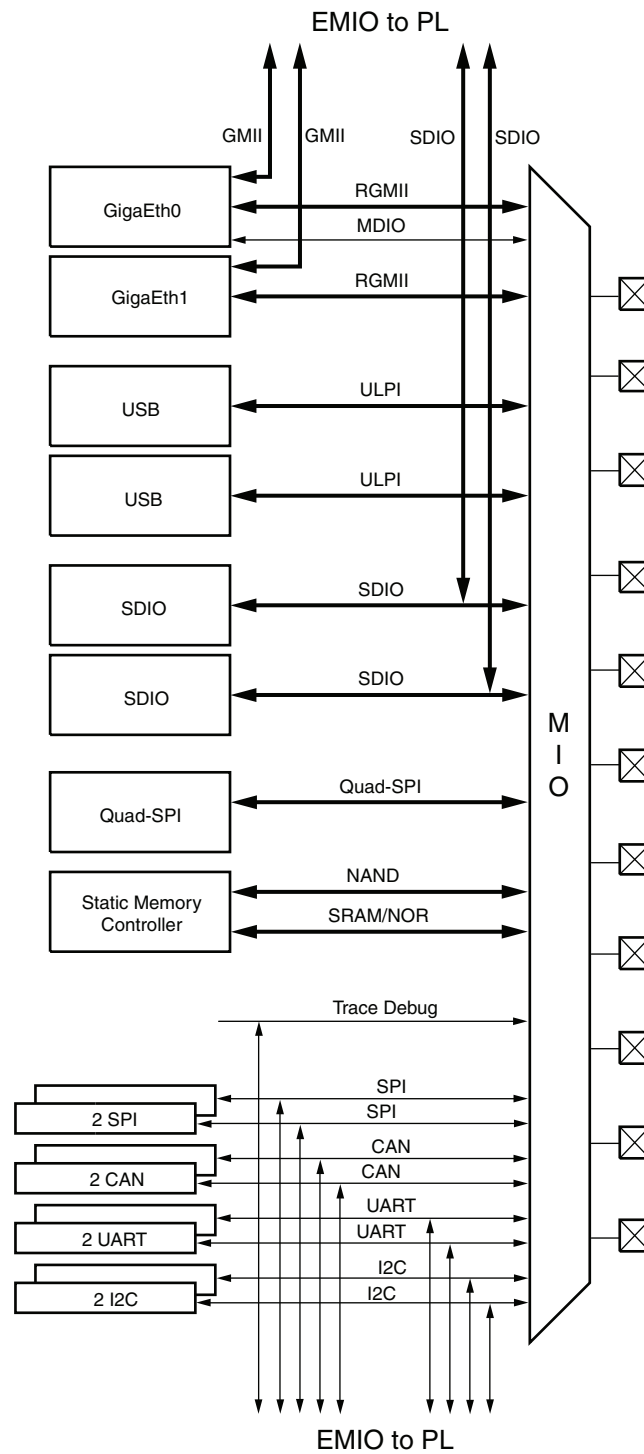 EMIO to PL
GMII
GMII
SDIO
SDIO
GigaEth0
RGMII
MDIO
GigaEth1
RGMII
USB
ULPI
USB
ULPI
SDIO
SDIO
SDIO
SDIO
MIO
Quad-SPI
Quad-SPI
Static Memory
Controller
NAND
SRAM/NOR
Trace Debug
SPI
2 SPI
SPI
CAN
2 CAN
CAN
UART
2 UART
UART
I2C
2 I2C
I2C
EMIO to PL